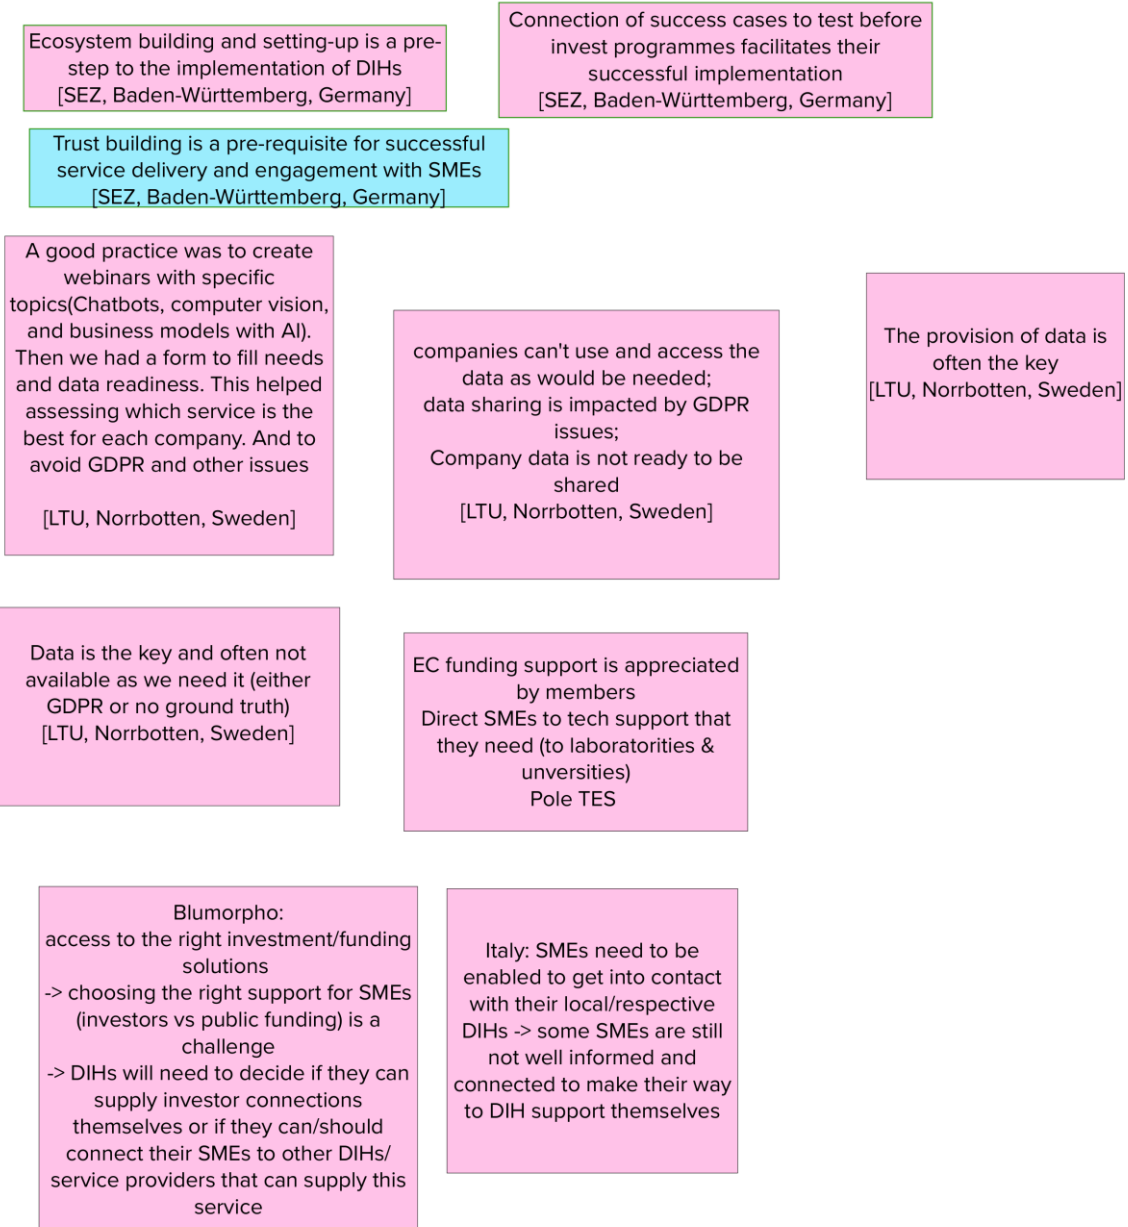 Ecosystem building and setting-up is a pre-
step to the implementation of DIHs
[SEZ, Baden-Württemberg, Germany]
Connection of success cases to test before
invest programmes facilitates their
successful implementation
[SEZ, Baden-Württemberg, Germany]
Trust building is a pre-requisite for successful
service delivery and engagement with SMEs
[SEZ, Baden-Württemberg, Germany]
A good practice was to create
webinars with specific
topics(Chatbots, computer vision,
and business models with AI).
Then we had a form to fill needs
and data readiness. This helped
assessing which service is the
best for each company. And to
avoid GDPR and other issues
[LTU, Norrbotten, Sweden]
companies can't use and access the
data as would be needed;
data sharing is impacted by GDPR
issues;
Company data is not ready to be
shared
[LTU, Norrbotten, Sweden]
The provision of data is
often the key
[LTU, Norrbotten, Sweden]
Data is the key and often not
available as we need it (either
GDPR or no ground truth)
[LTU, Norrbotten, Sweden]
EC funding support is appreciated
by members
Direct SMEs to tech support that
they need (to laboratorities &
unversities)
Pole TES
Blumorpho:
access to the right investment/funding
solutions
-> choosing the right support for SMEs
(investors vs public funding) is a
challenge
-> DIHs will need to decide if they can
supply investor connections
themselves or if they can/should
connect their SMEs to other DIHs/
service providers that can supply this
service
Italy: SMEs need to be
enabled to get into contact
with their local/respective
DIHs -> some SMEs are still
not well informed and
connected to make their way
to DIH support themselves